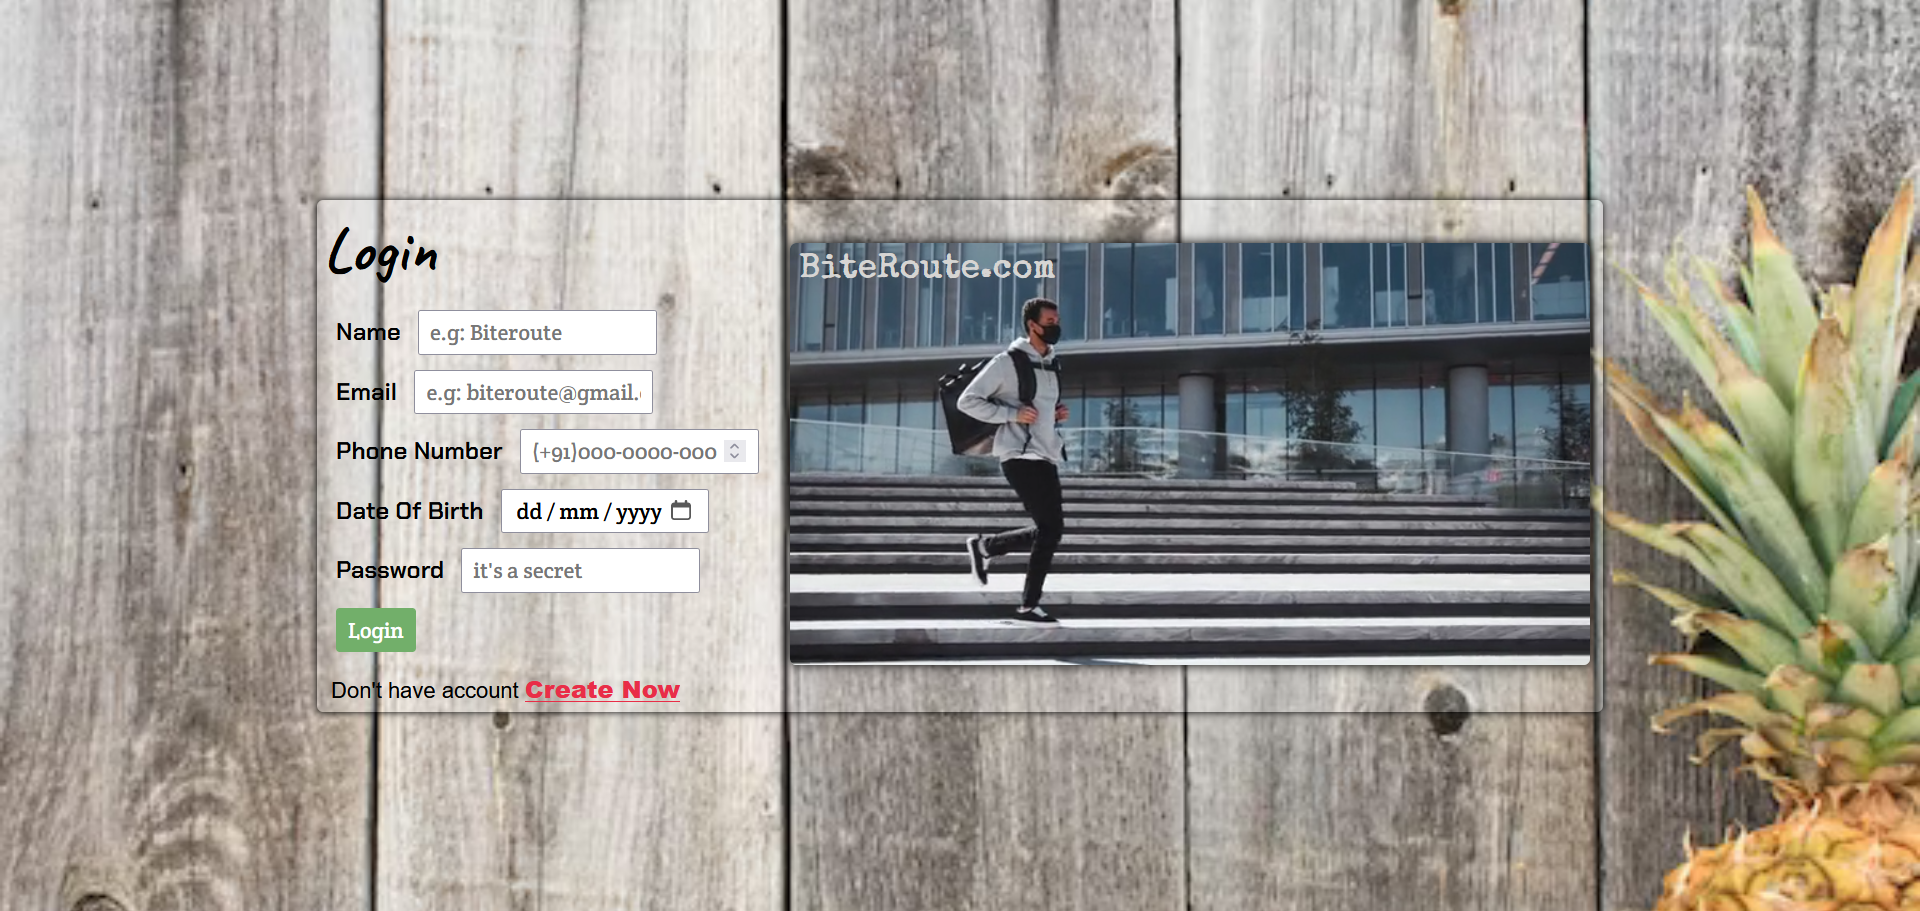 Login
Name e.g: Biteroute
Email e.g: biteroute@gmail.
Phone Number (+91)000-0000-000
Date Of Birth dd/mm/yyyy
Password it's a secret
Login
Don't have account Create Now
BiteRoute.com